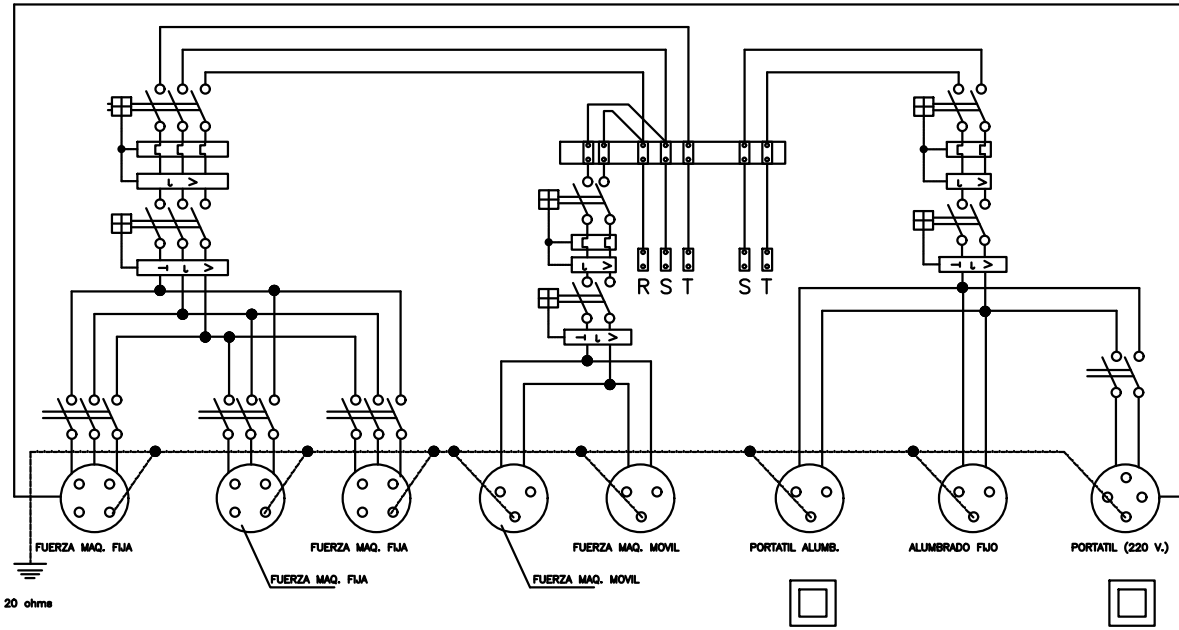 R S T S T
FUERZA MAQ. FIJA
FUERZA MAQ. FIJA
FUERZA MAQ. MOVIL
PORTATIL ALUMB.
ALUMBRADO FIJO
PORTATIL (220 V.)
FUERZA MAQ. FIJA
FUERZA MAQ. MOVIL
20 ohms